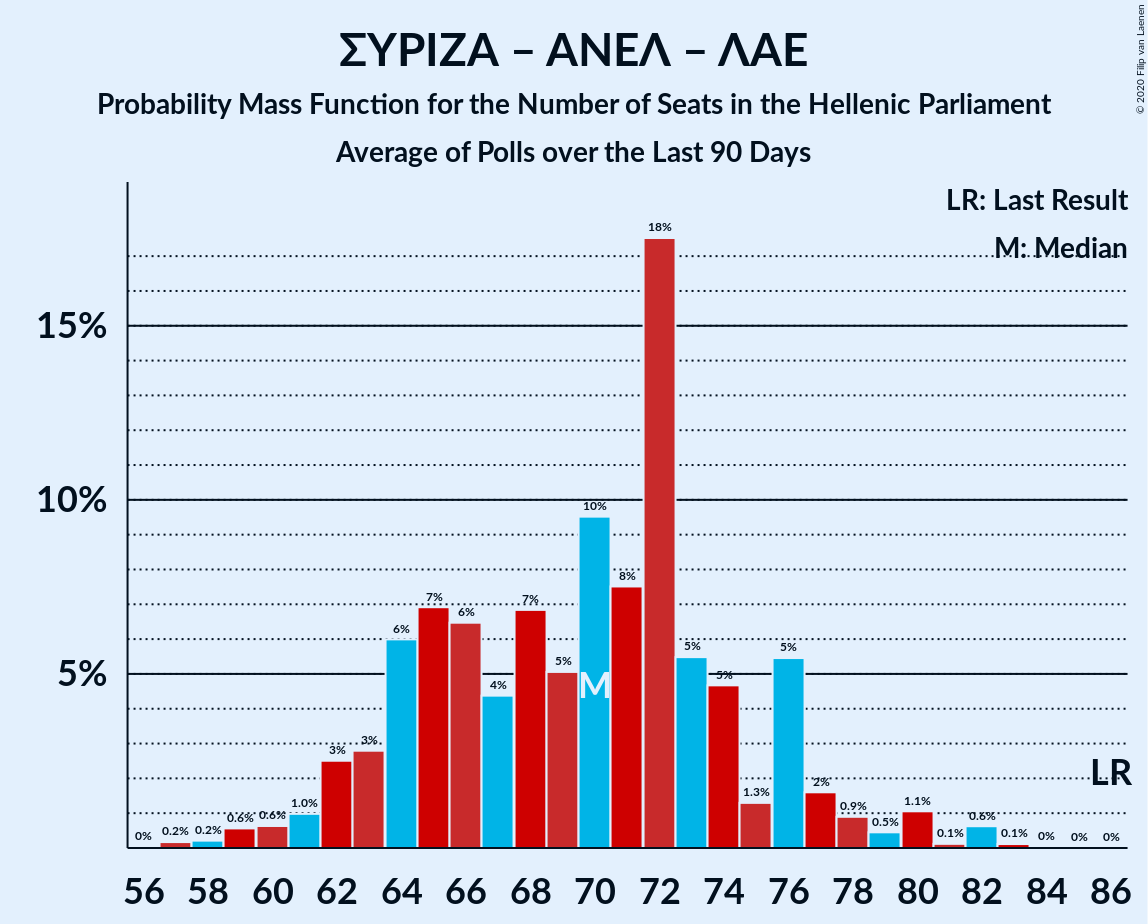 ΣΥΡΙΖΑ – ΑΝΕΛ – ΛΑΕ
Probability Mass Function for the Number of Seats in the Hellenic Parliament
Average of Polls over the Last 90 Days
© 2020 Filip van Laenen
LR: Last Result
M: Median
15%
10%
5%
0% 0.2% 0.2% 0.6% 0.6% 1.0% 3% 3% 6% 7% 6% 4% 7% 5% 10% 8% 18% 5% 5% 1.3% 5% 2% 0.9% 0.5% 1.1% 0.1% 0.6% 0.1% 0% 0% 0%
M
LR
56 58 60 62 64 66 68 70 72 74 76 78 80 82 84 86